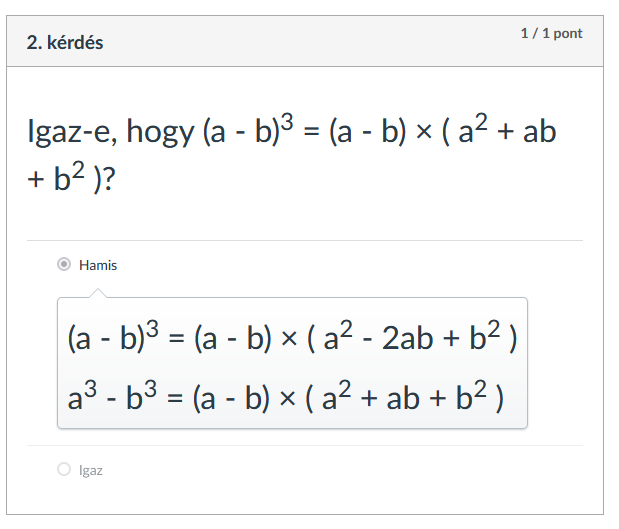 2. kérdés
1 / 1 pont
Igaz-e, hogy (a - b)³ = (a - b) × ( a² + ab
+ b² )?
Hamis
(a - b)³ = (a - b) × ( a² - 2ab + b² )
a³ - b³ = (a - b) × ( a² + ab + b² )
Igaz